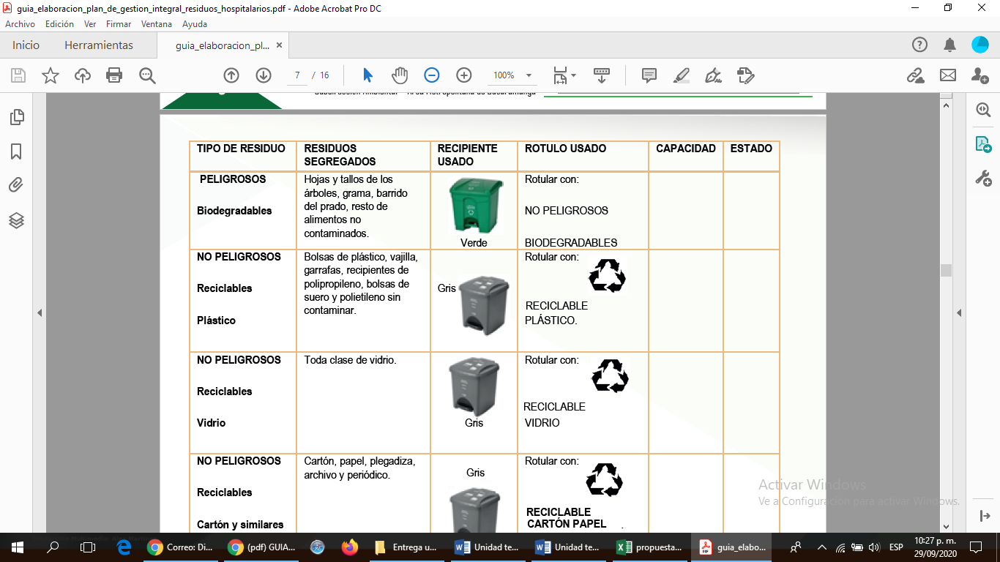 guia_elaboracion_plan_de_gestion_integral_residuos_hospitalarios.pdf - Adobe Acrobat Pro DC
Archivo Edición Ver Firmar Ventana Ayuda
Inicio Herramientas guia_elaboracion_pl... ×
7 / 16 100%
TIPO DE RESIDUO
RESIDUOS
SEGREGADOS
RECIPIENTE
USADO
ROTULO USADO
CAPACIDAD
ESTADO
PELIGROSOS
Biodegradables
Hojas y tallos de los
árboles, grama, barrido
del prado, resto de
alimentos no
contaminados.
Verde
Rotular con:
NO PELIGROSOS
BIODEGRADABLES
NO PELIGROSOS
Reciclables
Plástico
Bolsas de plástico, vajilla,
garrafas, recipientes de
polipropileno, bolsas de
suero y polietileno sin
contaminar.
Gris
Rotular con:
RECICLABLE
PLÁSTICO.
NO PELIGROSOS
Reciclables
Vidrio
Toda clase de vidrio.
Gris
Rotular con:
RECICLABLE
VIDRIO
NO PELIGROSOS
Reciclables
Cartón y similares
Cartón, papel, plegadiza,
archivo y periódico.
Gris
Rotular con:
RECICLABLE
CARTÓN PAPEL .
Activar Windows
Ve a Configuración para activar Windows.
Correo: Di... (pdf) GUIA... Entrega u... Unidad te... Unidad te... propuesta... guia_elabo... ESP 10:27 p. m.
29/09/2020